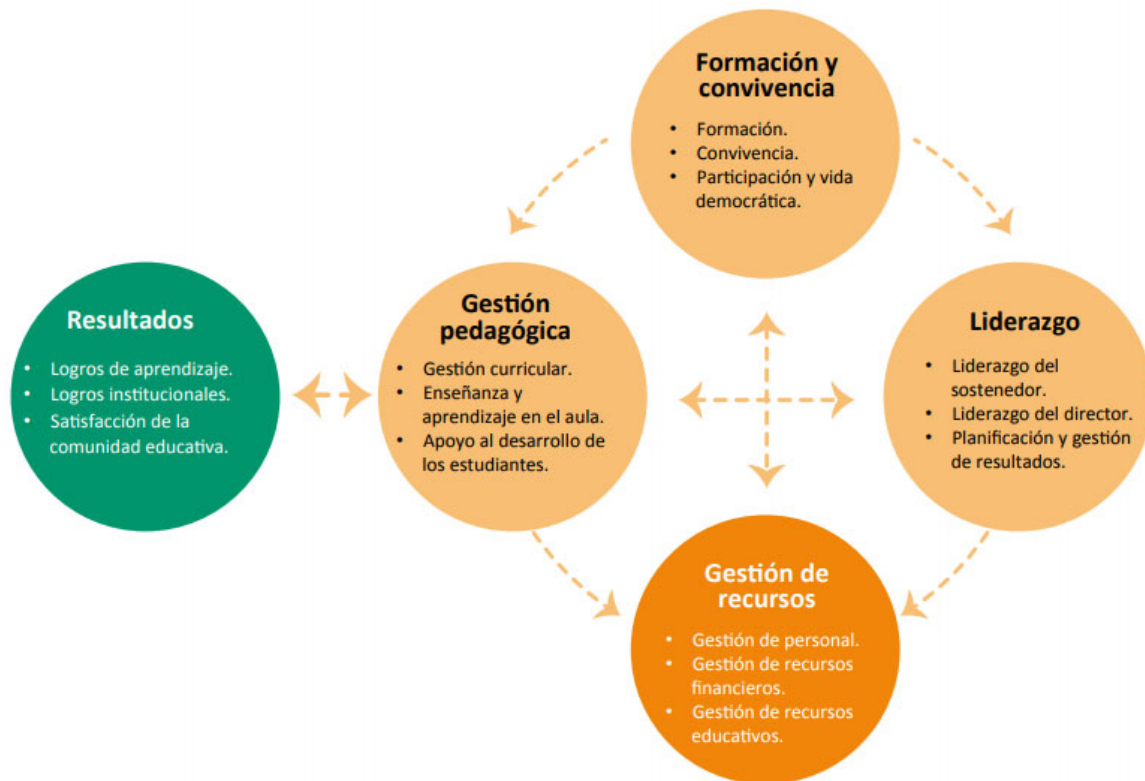 Formación y
convivencia
• Formación.
• Convivencia.
• Participación y vida
democrática.
Resultados
• Logros de aprendizaje.
• Logros institucionales.
• Satisfacción de la
comunidad educativa.
Gestión
pedagógica
• Gestión curricular.
• Enseñanza y
aprendizaje en el aula.
• Apoyo al desarrollo de
los estudiantes.
Liderazgo
• Liderazgo del
sostenedor.
• Liderazgo del director.
• Planificación y gestión
de resultados.
Gestión de
recursos
• Gestión de personal.
• Gestión de recursos
financieros.
• Gestión de recursos
educativos.